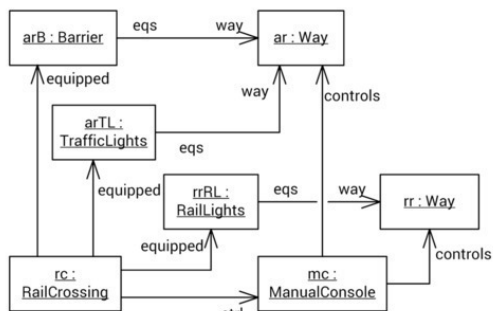 eqs way
arB : Barrier
ar : Way
equipped
way
controls
arTL :
TrafficLights
eqs
equipped
rrRL :
RailLights
eqs way
rr : Way
equipped
controls
rc :
RailCrossing
mc :
ManualConsole